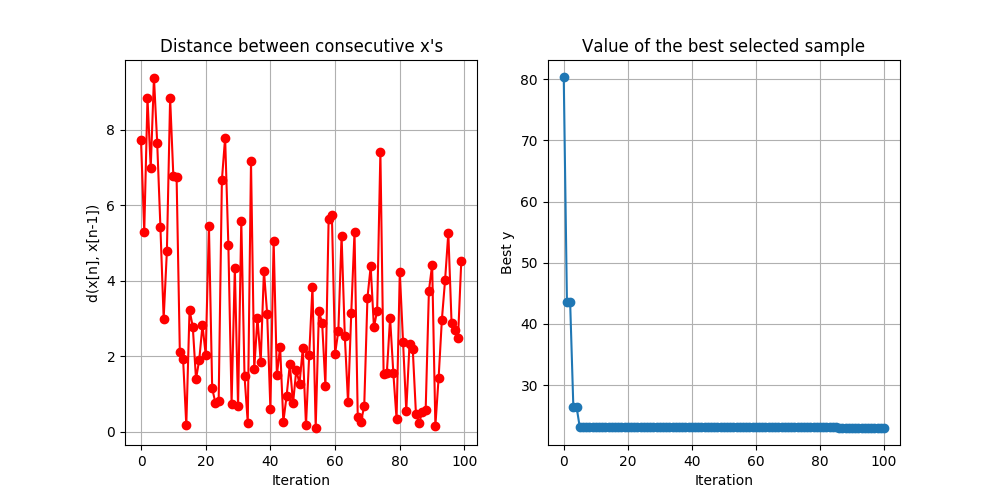 Distance between consecutive x's
d(x[n], x[n-1])
8
6
4
2
0
0 20 40 60 80 100
Iteration
Value of the best selected sample
Best y
80
70
60
50
40
30
0 20 40 60 80 100
Iteration